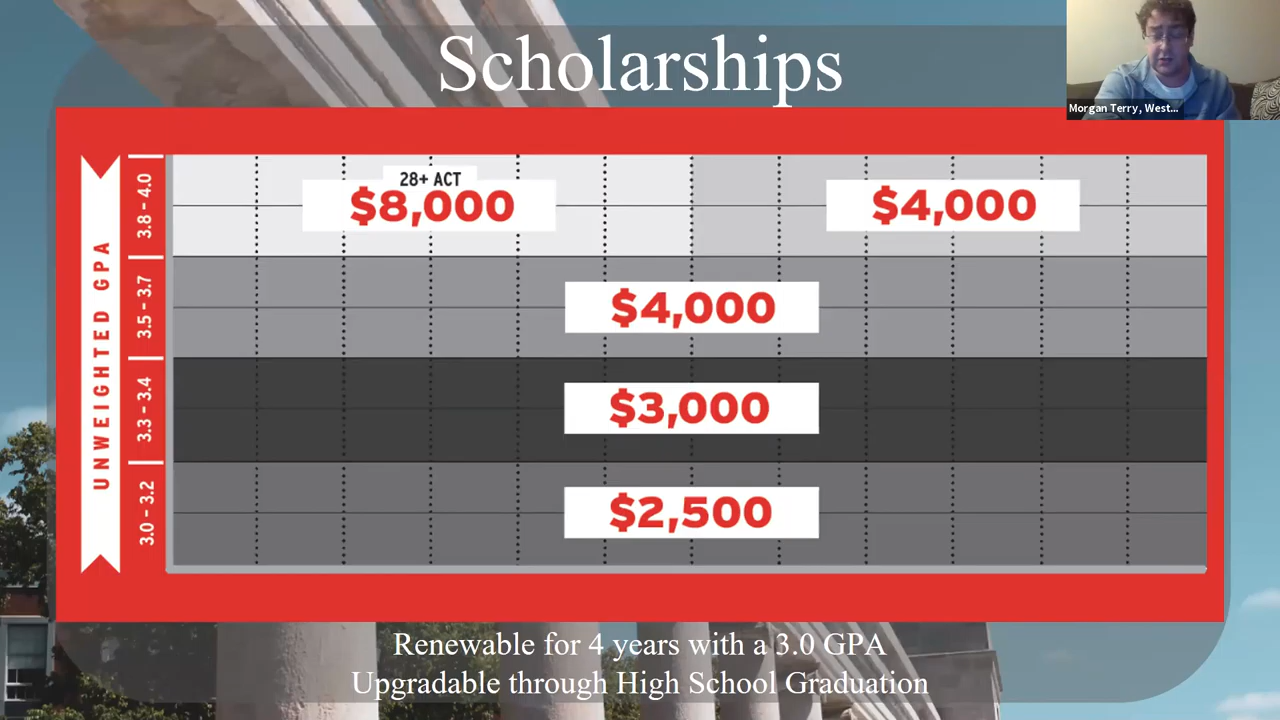 Scholarships
Morgan Terry, West...
UNWEIGHTED GPA
3.8 - 4.0
28+ ACT
$8,000
$4,000
3.5 - 3.7
$4,000
3.3 - 3.4
$3,000
3.0 - 3.2
$2,500
Renewable for 4 years with a 3.0 GPA
Upgradable through High School Graduation